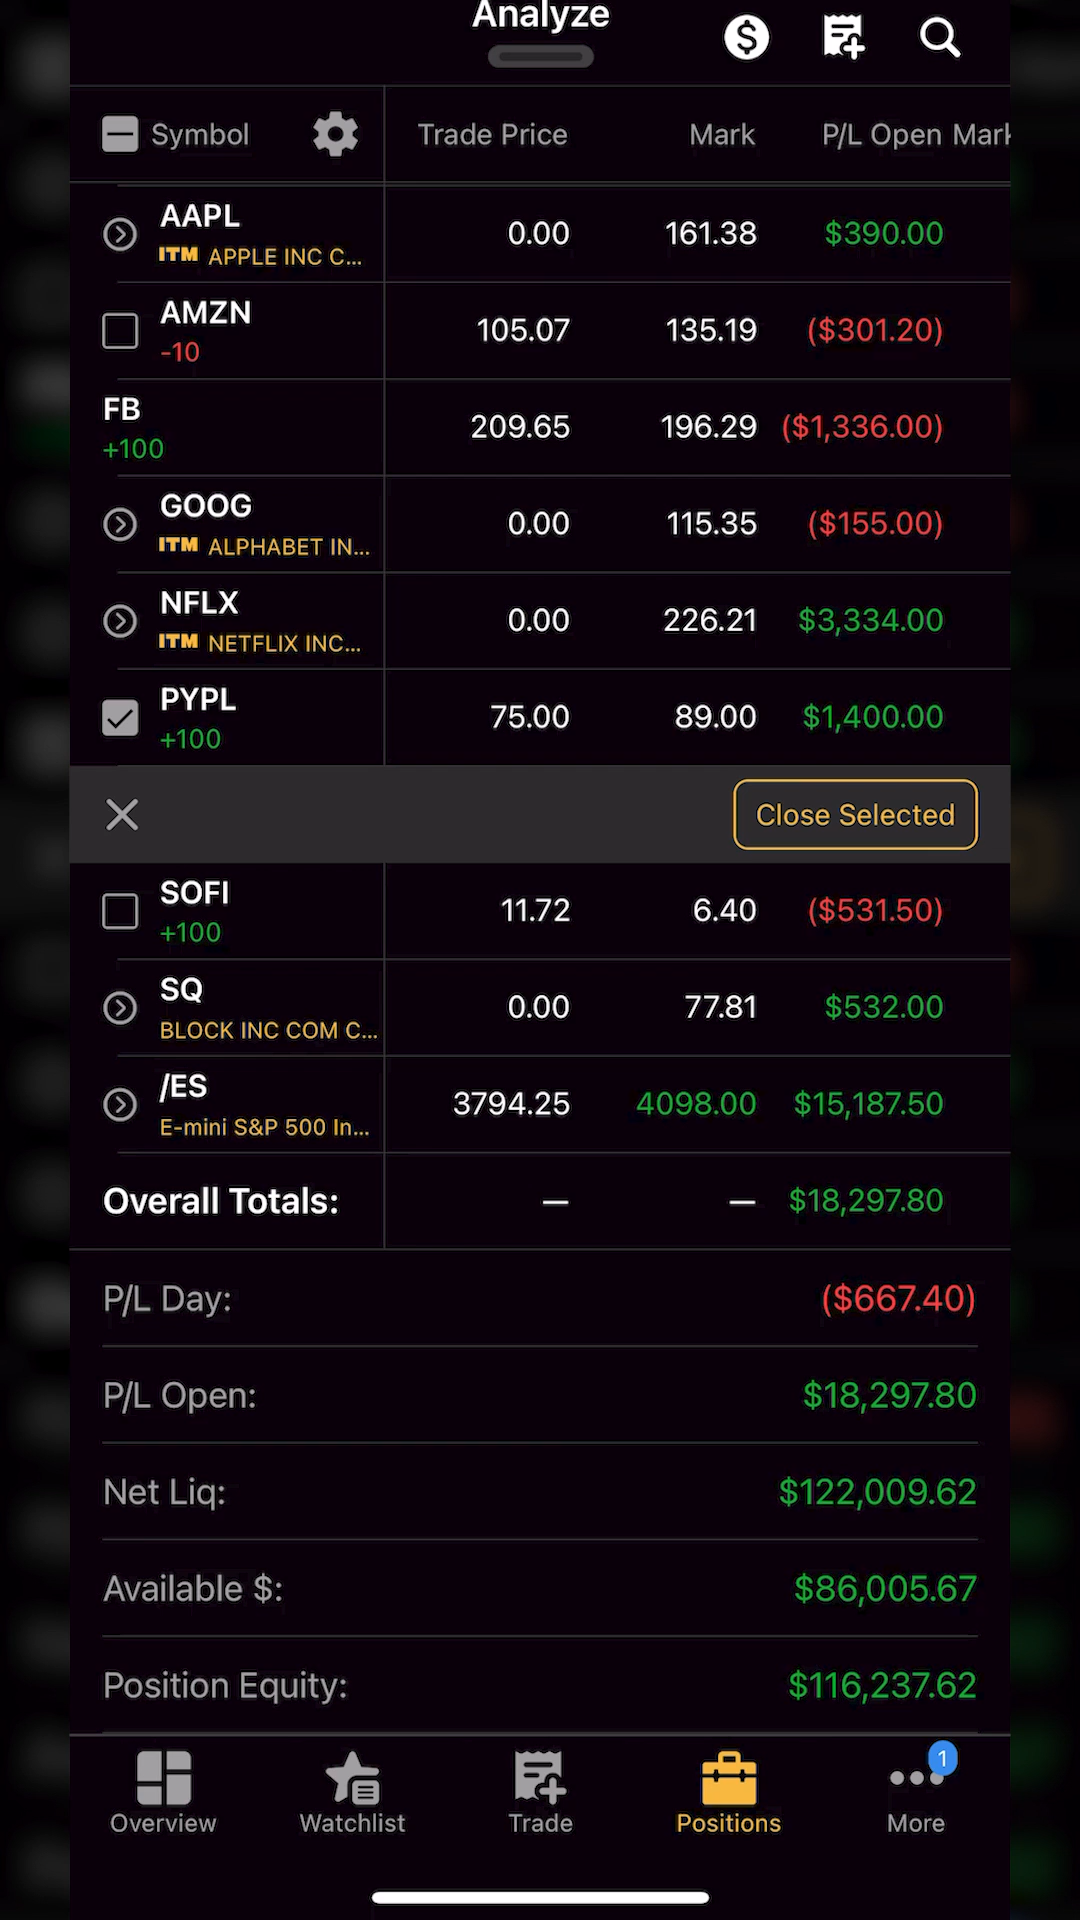 Analyze
Symbol Trade Price Mark P/L Open Mark
AAPL
ITM APPLE INC C...
0.00 161.38 $390.00
AMZN
-10
105.07 135.19 ($301.20)
FB
+100
209.65 196.29 ($1,336.00)
GOOG
ITM ALPHABET IN...
0.00 115.35 ($155.00)
NFLX
ITM NETFLIX INC...
0.00 226.21 $3,334.00
PYPL
+100
75.00 89.00 $1,400.00
Close Selected
SOFI
+100
11.72 6.40 ($531.50)
SQ
BLOCK INC COM C...
0.00 77.81 $532.00
/ES
E-mini S&P 500 In...
3794.25 4098.00 $15,187.50
Overall Totals: — — $18,297.80
P/L Day: ($667.40)
P/L Open: $18,297.80
Net Liq: $122,009.62
Available $: $86,005.67
Position Equity: $116,237.62
1
Overview Watchlist Trade Positions More